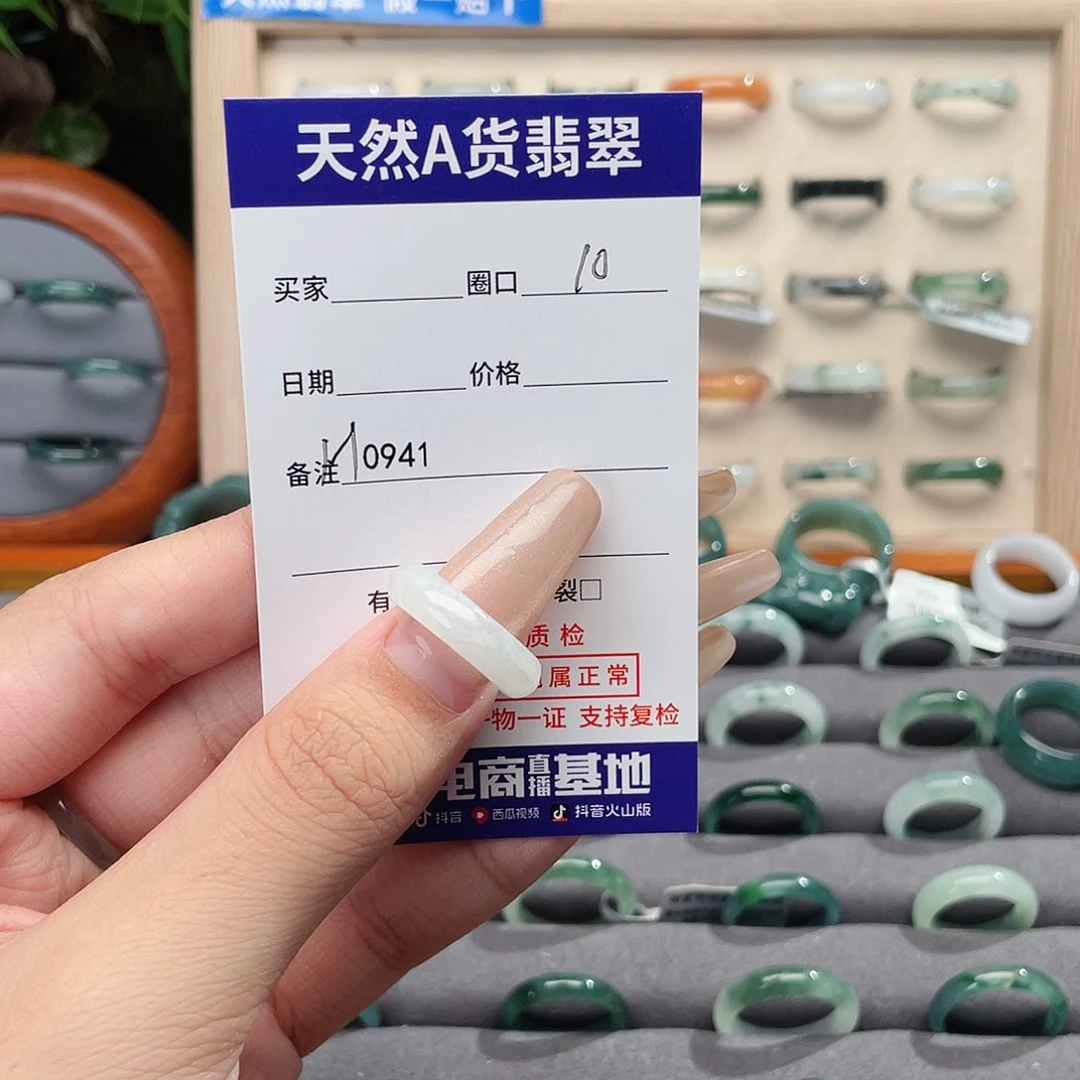 天然A货翡翠
买家 圈口 10
日期 价格
备注 0941
有 裂□
质检
属正常
物一证 支持复检
电商直播基地
抖音 西瓜视频 抖音火山版